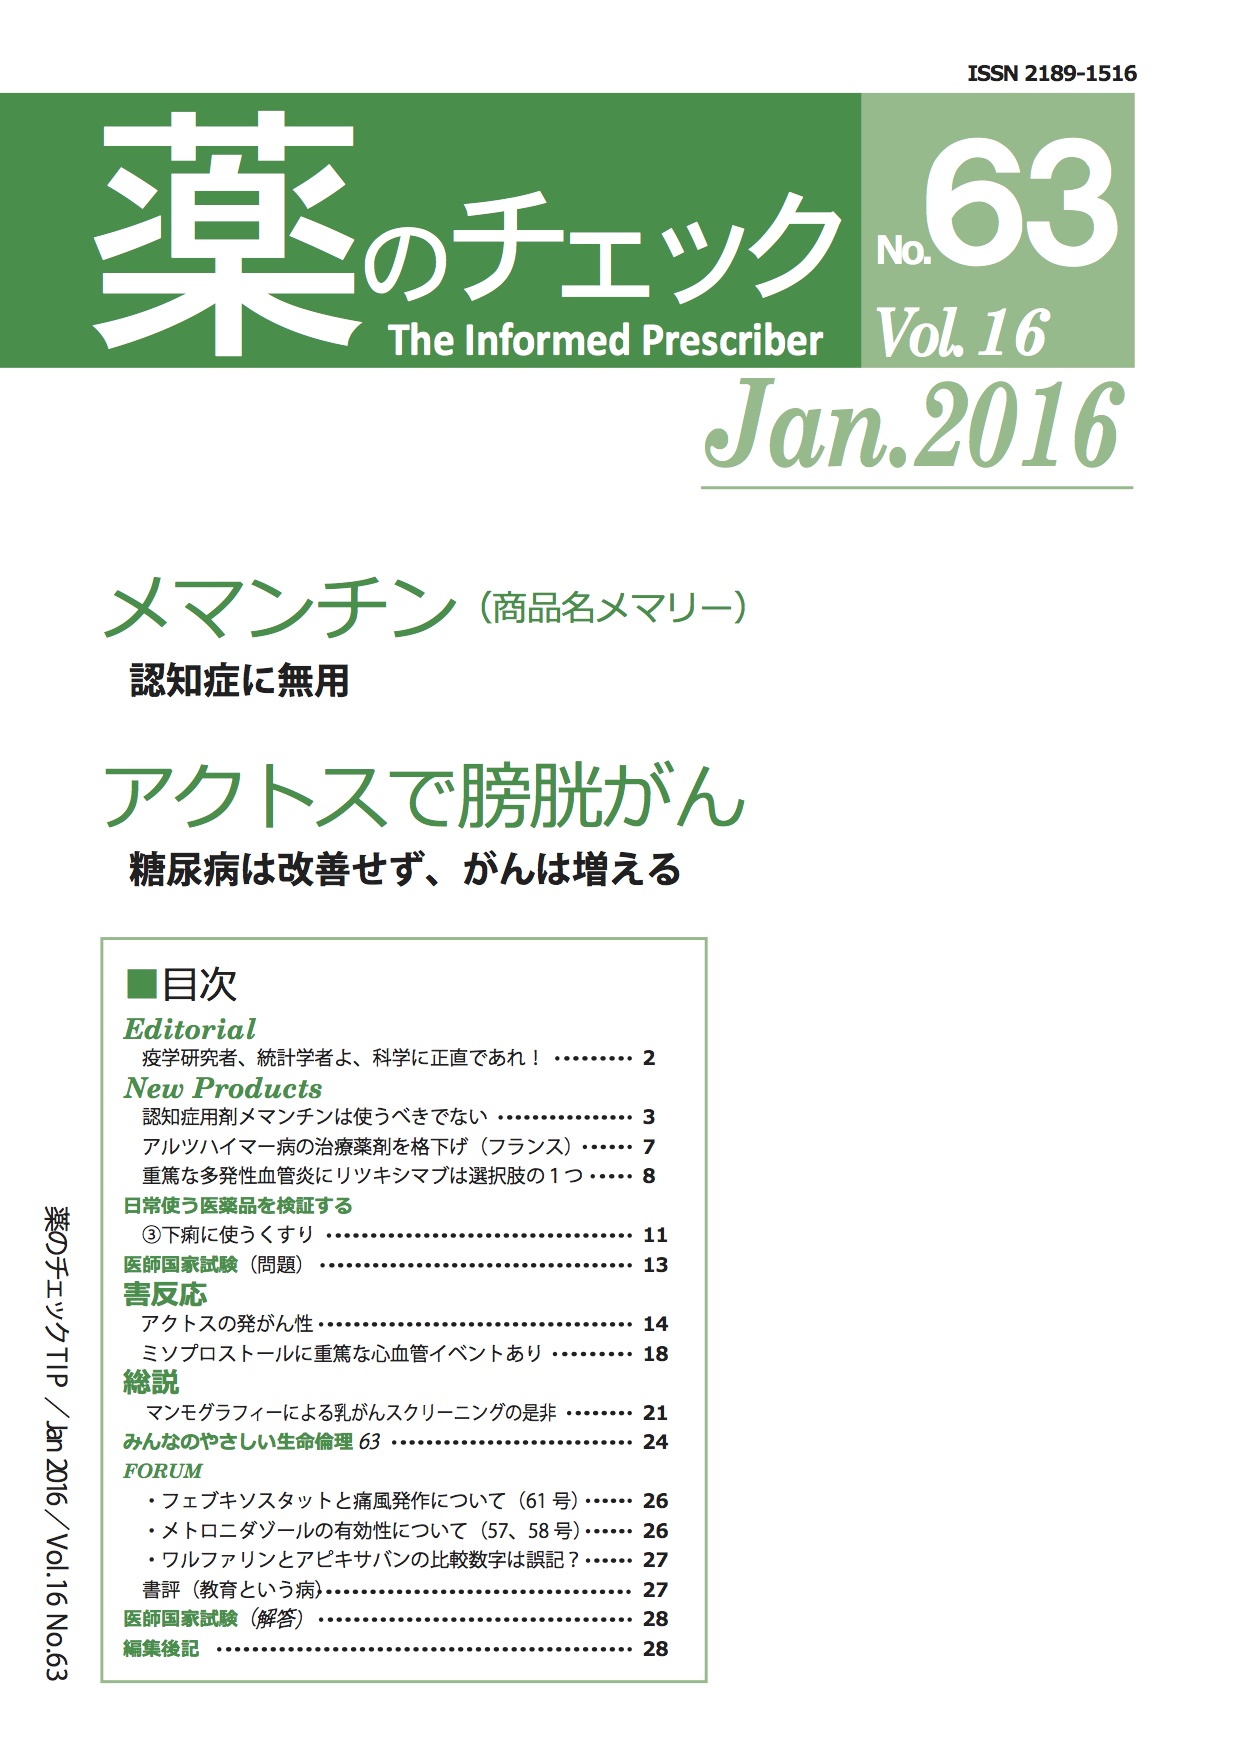 ISSN 2189-1516
薬のチェック
The Informed Prescriber
No.63
Vol.16
Jan.2016
メマンチン（商品名メマリー）
認知症に無用
アクトスで膀胱がん
糖尿病は改善せず、がんは増える
■目次
Editorial
疫学研究者、統計学者よ、科学に正直であれ！ ……… 2
New Products
認知症用剤メマンチンは使うべきでない …………… 3
アルツハイマー病の治療薬剤を格下げ（フランス）…… 7
重篤な多発性血管炎にリツキシマブは選択肢の１つ …… 8
日常使う医薬品を検証する
③下痢に使うくすり ………………………… 11
医師国家試験（問題） ………………………… 13
害反応
アクトスの発がん性 ………………………… 14
ミソプロストールに重篤な心血管イベントあり ……… 18
総説
マンモグラフィーによる乳がんスクリーニングの是非 …… 21
みんなのやさしい生命倫理 63 …………………… 24
FORUM
・フェブキソスタットと痛風発作について（61 号）…… 26
・メトロニダゾールの有効性について（57、58 号）…… 26
・ワルファリンとアピキサバンの比較数字は誤記？…… 27
書評（教育という病）………………………… 27
医師国家試験（解答） ………………………… 28
編集後記 ………………………………… 28
薬のチェックTIP ／Jan 2016／Vol.16 No.63